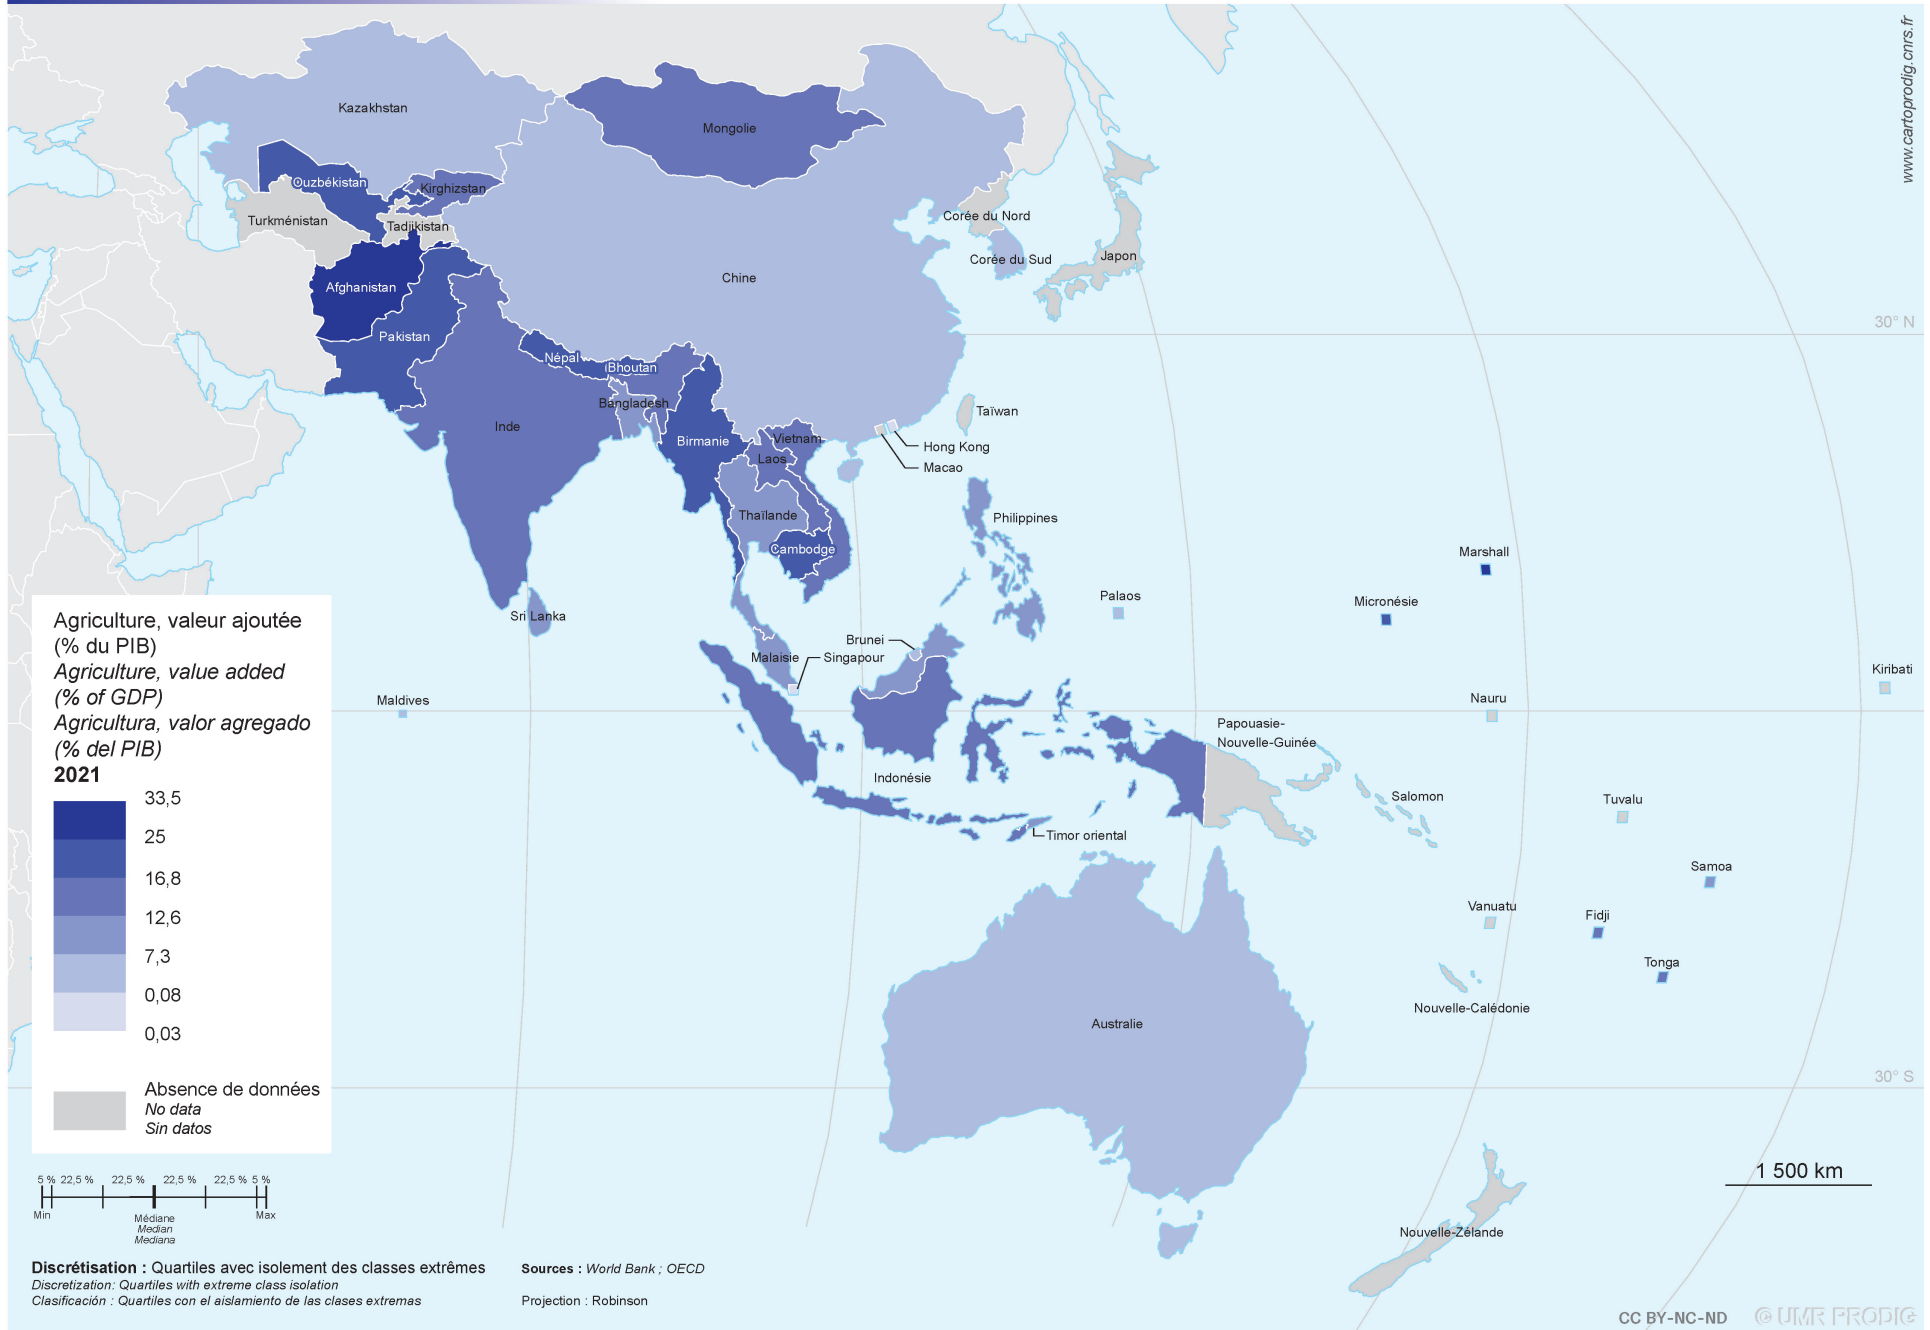 www.cartoprodig.cnrs.fr
Kazakhstan
Mongolie
Ouzbékistan
Kirghizstan
Turkménistan
Tadjikistan
Corée du Nord
Corée du Sud
Japon
Afghanistan
Chine
Pakistan
30° N
Népal
Bhoutan
Bangladesh
Inde
Taïwan
Birmanie
Vietnam
Hong Kong
Laos
Macao
Thaïlande
Philippines
Cambodge
Marshall
Palaos
Micronésie
Sri Lanka
Brunei
Malaisie
Singapour
Kiribati
Maldives
Nauru
Papouasie-
Nouvelle-Guinée
Indonésie
Salomon
Tuvalu
Timor oriental
Samoa
Vanuatu
Fidji
Tonga
Nouvelle-Calédonie
Australie
30° S
Nouvelle-Zélande
Agriculture, valeur ajoutée
(% du PIB)
Agriculture, value added
(% of GDP)
Agricultura, valor agregado
(% del PIB)
2021
33,5
25
16,8
12,6
7,3
0,08
0,03
Absence de données
No data
Sin datos
5 % 22,5 % 22,5 % 22,5 % 22,5 % 5 %
Min Max
Médiane
Median
Mediana
1 500 km
Discrétisation : Quartiles avec isolement des classes extrêmes
Discretization: Quartiles with extreme class isolation
Clasificación : Quartiles con el aislamiento de las clases extremas
Sources : World Bank ; OECD
Projection : Robinson
CC BY-NC-ND © UMR PRODIG